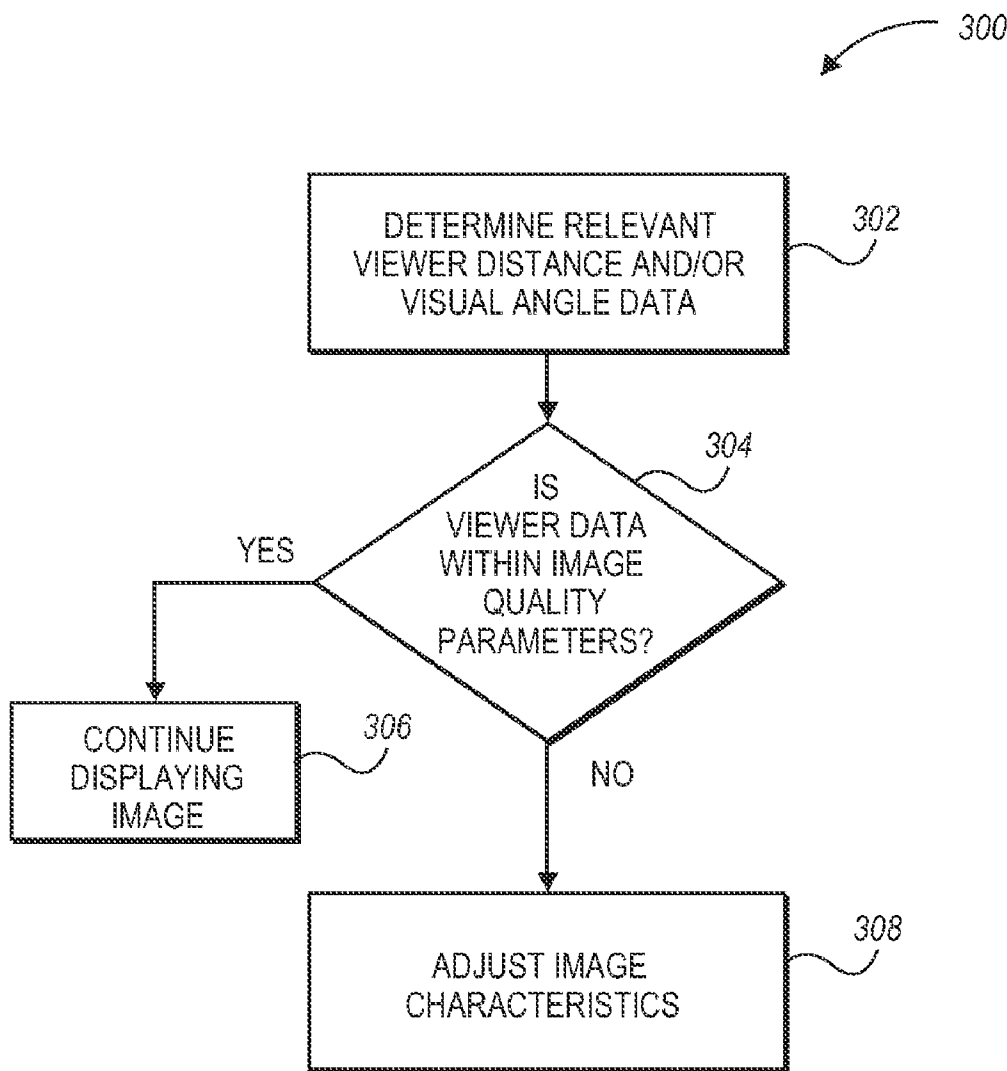 300
DETERMINE RELEVANT
VIEWER DISTANCE AND/OR
VISUAL ANGLE DATA
302
304
IS
VIEWER DATA
WITHIN IMAGE
QUALITY
PARAMETERS?
YES
CONTINUE
DISPLAYING
IMAGE
306
NO
ADJUST IMAGE
CHARACTERISTICS
308